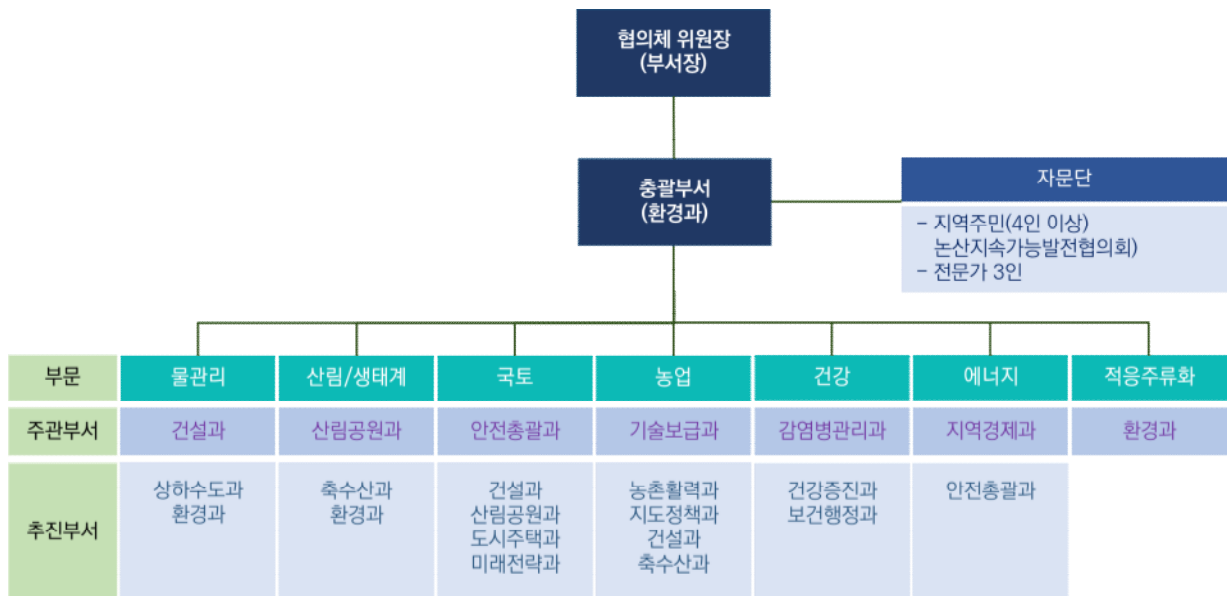 협의체 위원장
(부서장)
총괄부서
(환경과)
자문단
- 지역주민(4인 이상)
논산지속가능발전협의회)
- 전문가 3인
부문 물관리 산림/생태계 국토 농업 건강 에너지 적응주류화
주관부서 건설과 산림공원과 안전총괄과 기술보급과 감염병관리과 지역경제과 환경과
추진부서
상하수도과
환경과
축수산과
환경과
건설과
산림공원과
도시주택과
미래전략과
농촌활력과
지도정책과
건설과
축수산과
건강증진과
보건행정과
안전총괄과